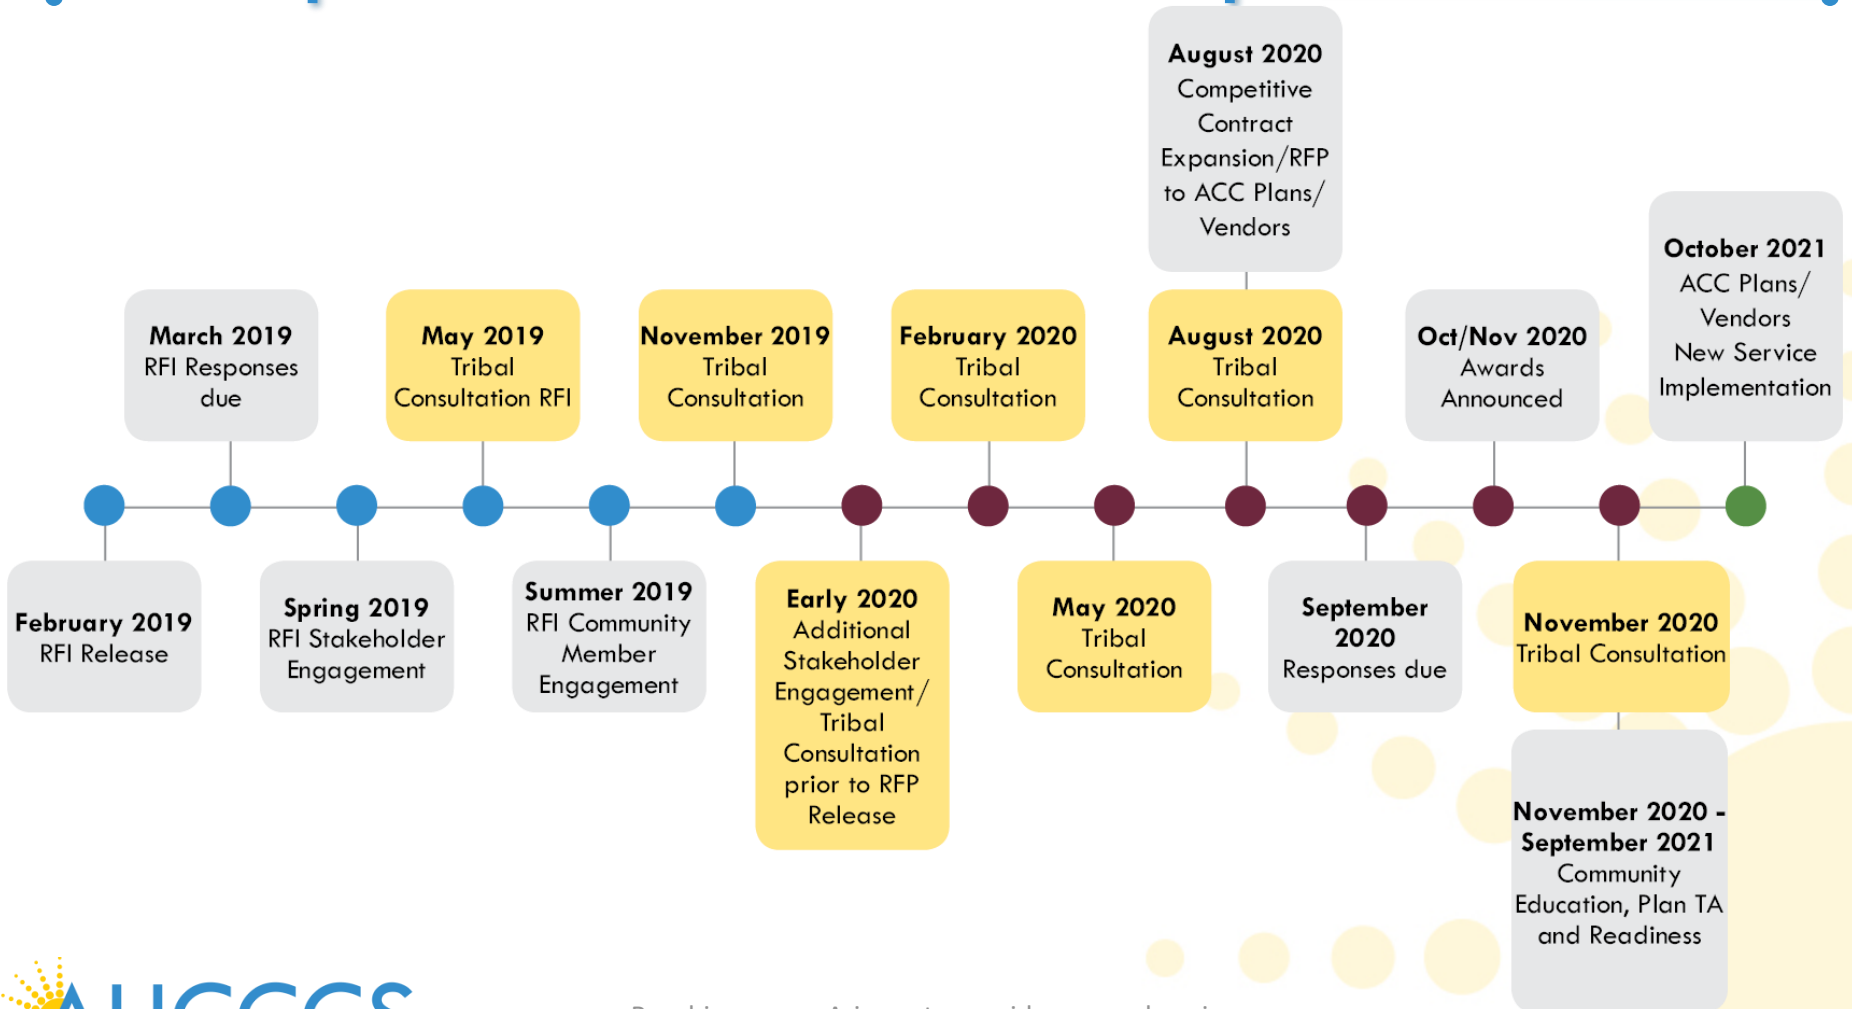 August 2020
Competitive
Contract
Expansion/RFP
to ACC Plans/
Vendors
October 2021
ACC Plans/
Vendors
New Service
Implementation
March 2019
RFI Responses
due
May 2019
Tribal
Consultation RFI
November 2019
Tribal
Consultation
February 2020
Tribal
Consultation
August 2020
Tribal
Consultation
Oct/Nov 2020
Awards
Announced
February 2019
RFI Release
Spring 2019
RFI Stakeholder
Engagement
Summer 2019
RFI Community
Member
Engagement
Early 2020
Additional
Stakeholder
Engagement/
Tribal
Consultation
prior to RFP
Release
May 2020
Tribal
Consultation
September
2020
Responses due
November 2020
Tribal Consultation
November 2020 -
September 2021
Community
Education, Plan TA
and Readiness
AHCCCS